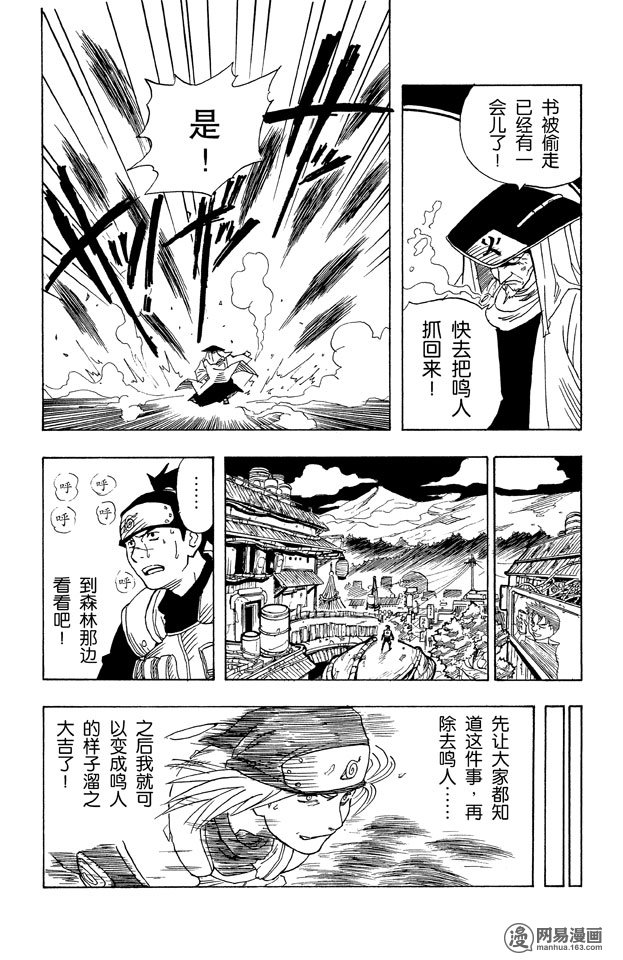 书被偷走
已经有一
会儿了！
火
快去把鸣人
抓回来！
是！
……
到森林那边
看看吧！
呼
呼
呼
呼
呼
先让大家都知
道这件事，再
除去鸣人……
之后我就可
以变成鸣人
的样子溜之
大吉了！
漫
网易漫画
manhua.163.com